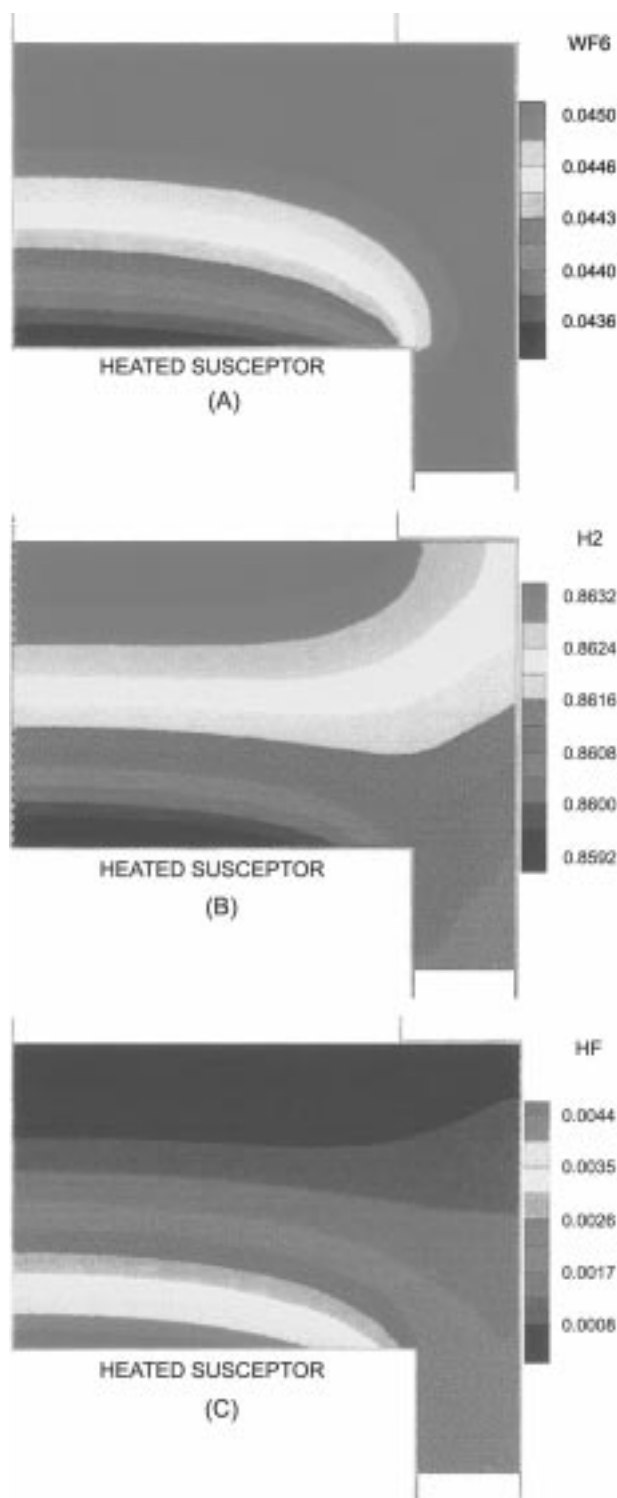 WF6
0.0450
0.0446
0.0443
0.0440
0.0436
HEATED SUSCEPTOR
(A)
H2
0.8632
0.8624
0.8616
0.8608
0.8600
0.8592
HEATED SUSCEPTOR
(B)
HF
0.0044
0.0035
0.0026
0.0017
0.0008
HEATED SUSCEPTOR
(C)